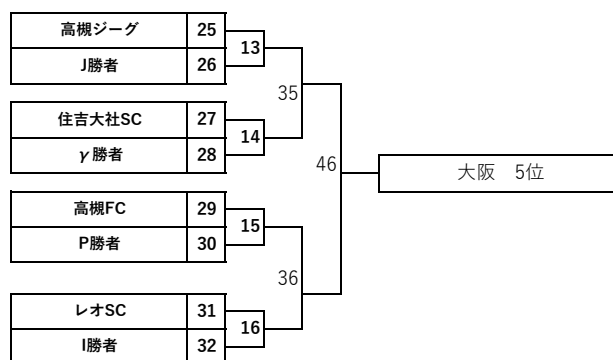 高槻ジーグ 25
13
J勝者 26
35
住吉大社SC 27
14
γ勝者 28
46
大阪 5位
高槻FC 29
15
P勝者 30
36
レオSC 31
16
I勝者 32